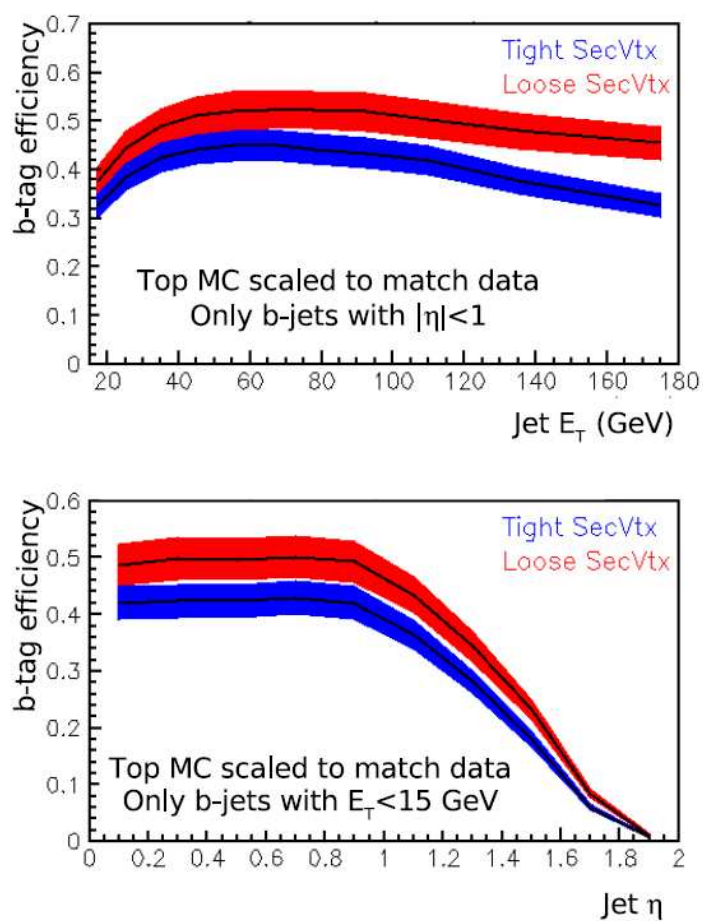 b-tag efficiency
0.7
0.6
0.5
0.4
0.3
0.2
0.1
0
Tight SecVtx
Loose SecVtx
Top MC scaled to match data
Only b-jets with |η|<1
20 40 60 80 100 120 140 160 180
Jet E_T (GeV)
b-tag efficiency
0.6
0.5
0.4
0.3
0.2
0.1
0
Tight SecVtx
Loose SecVtx
Top MC scaled to match data
Only b-jets with E_T<15 GeV
0 0.2 0.4 0.6 0.8 1 1.2 1.4 1.6 1.8 2
Jet η